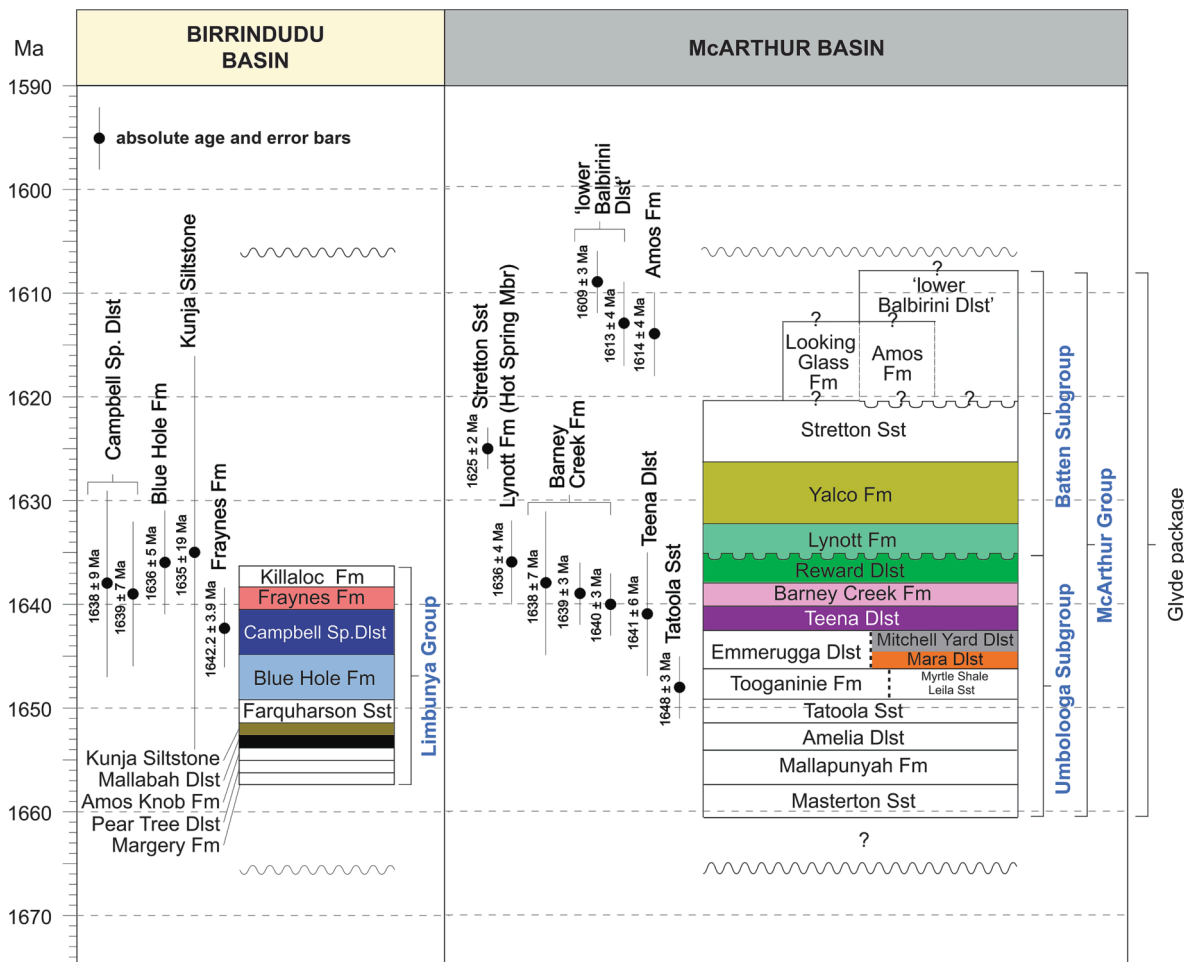 Ma
BIRRINDUDU
BASIN
McARTHUR BASIN
1590
1600
1610
1620
1630
1640
1650
1660
1670
absolute age and error bars
Campbell Sp. Dlst
1638 ± 9 Ma
1639 ± 7 Ma
Blue Hole Fm
1636 ± 5 Ma
Kunja Siltstone
1635 ± 19 Ma
Fraynes Fm
1642.2 ± 3.9 Ma
Killaloc Fm
Fraynes Fm
Campbell Sp.Dlst
Blue Hole Fm
Farquharson Sst
Kunja Siltstone
Mallabah Dlst
Amos Knob Fm
Pear Tree Dlst
Margery Fm
Limbunya Group
Stretton Sst
1625 ± 2 Ma
Lynott Fm (Hot Spring Mbr)
1636 ± 4 Ma
Barney
Creek Fm
1638 ± 7 Ma
1639 ± 3 Ma
1640 ± 3 Ma
'lower
Balbirini
Dlst'
1609 ± 3 Ma
1613 ± 4 Ma
Amos Fm
1614 ± 4 Ma
Teena Dlst
1641 ± 6 Ma
Tatoola Sst
1648 ± 3 Ma
?
'lower
Balbirini Dlst'
? ?
Looking
Glass
Fm
Amos
Fm
? ? ?
Stretton Sst
Yalco Fm
Lynott Fm
Reward Dlst
Barney Creek Fm
Teena Dlst
Emmerugga Dlst
Mitchell Yard Dlst
Mara Dlst
Tooganinie Fm
Myrtle Shale
Leila Sst
Tatoola Sst
Amelia Dlst
Mallapunyah Fm
Masterton Sst
?
Batten Subgroup
Umbolooga Subgroup
McArthur Group
Glyde package